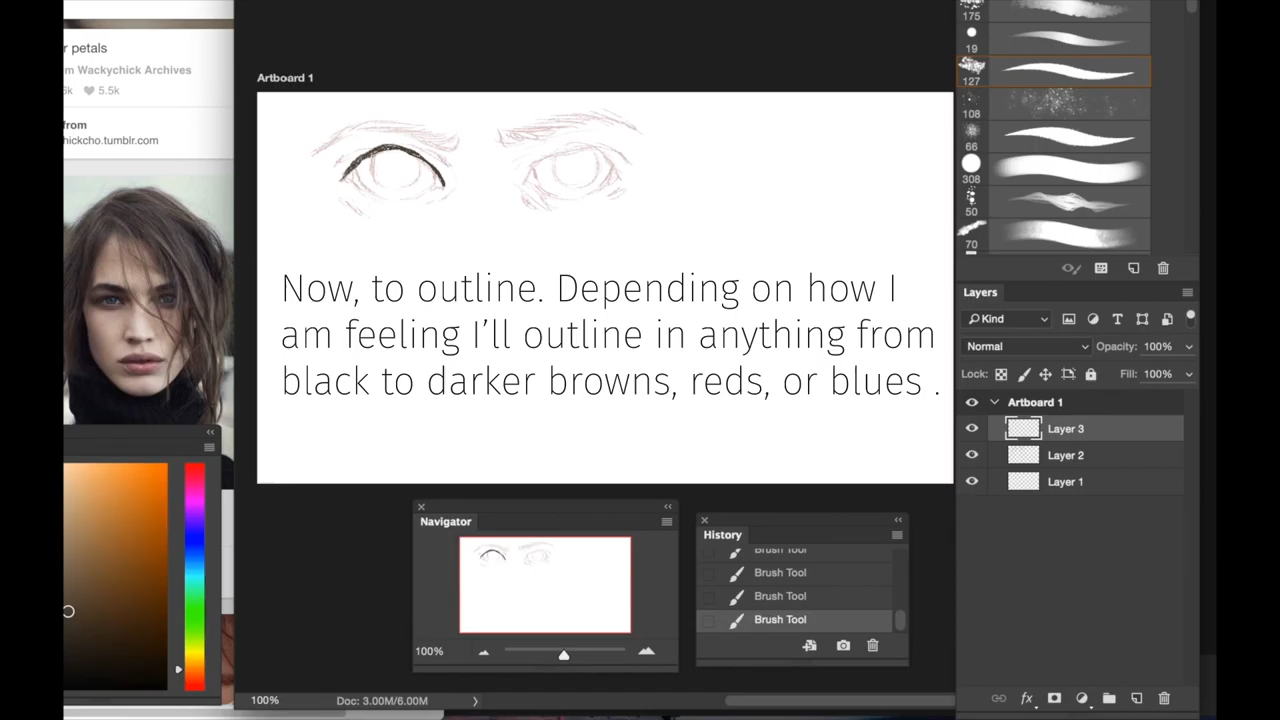 r petals
m Wackychick Archives
6k 5.5k
from
hickcho.tumblr.com
Artboard 1
Now, to outline. Depending on how I
am feeling I’ll outline in anything from
black to darker browns, reds, or blues .
175
19
127
108
66
308
50
70
Layers
Kind
Normal Opacity: 100%
Lock: Fill: 100%
Artboard 1
Layer 3
Layer 2
Layer 1
Navigator
100%
History
Brush Tool
Brush Tool
Brush Tool
Brush Tool
100% Doc: 3.00M/6.00M
fx